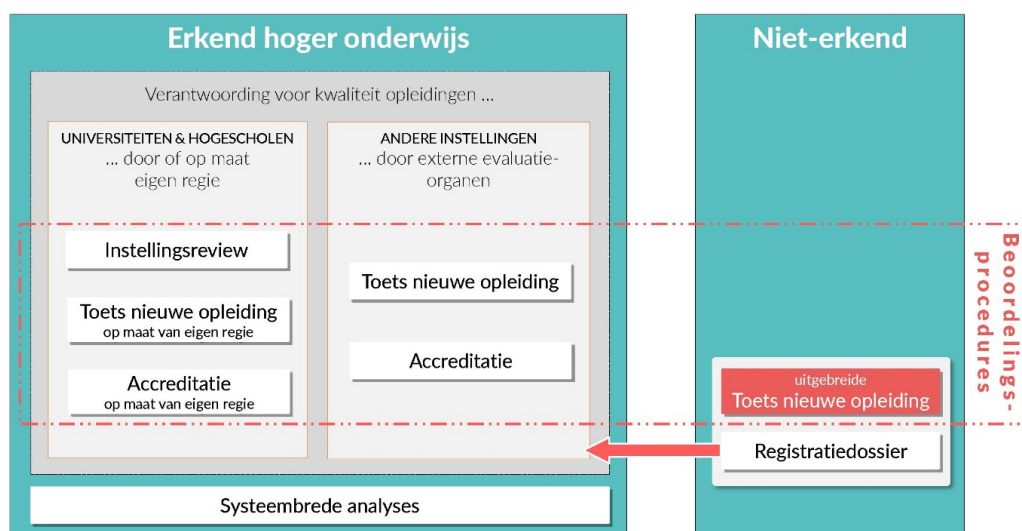 Erkend hoger onderwijs
Verantwoording voor kwaliteit opleidingen ...
UNIVERSITEITEN & HOGESCHOLEN
... door of op maat
eigen regie
Instellingsreview
Toets nieuwe opleiding
op maat van eigen regie
Accreditatie
op maat van eigen regie
ANDERE INSTELLINGEN
... door externe evaluatie-
organen
Toets nieuwe opleiding
Accreditatie
Systeembrede analyses
Niet-erkend
uitgebreide
Toets nieuwe opleiding
Registratiedossier
Beoordelings-
procedures